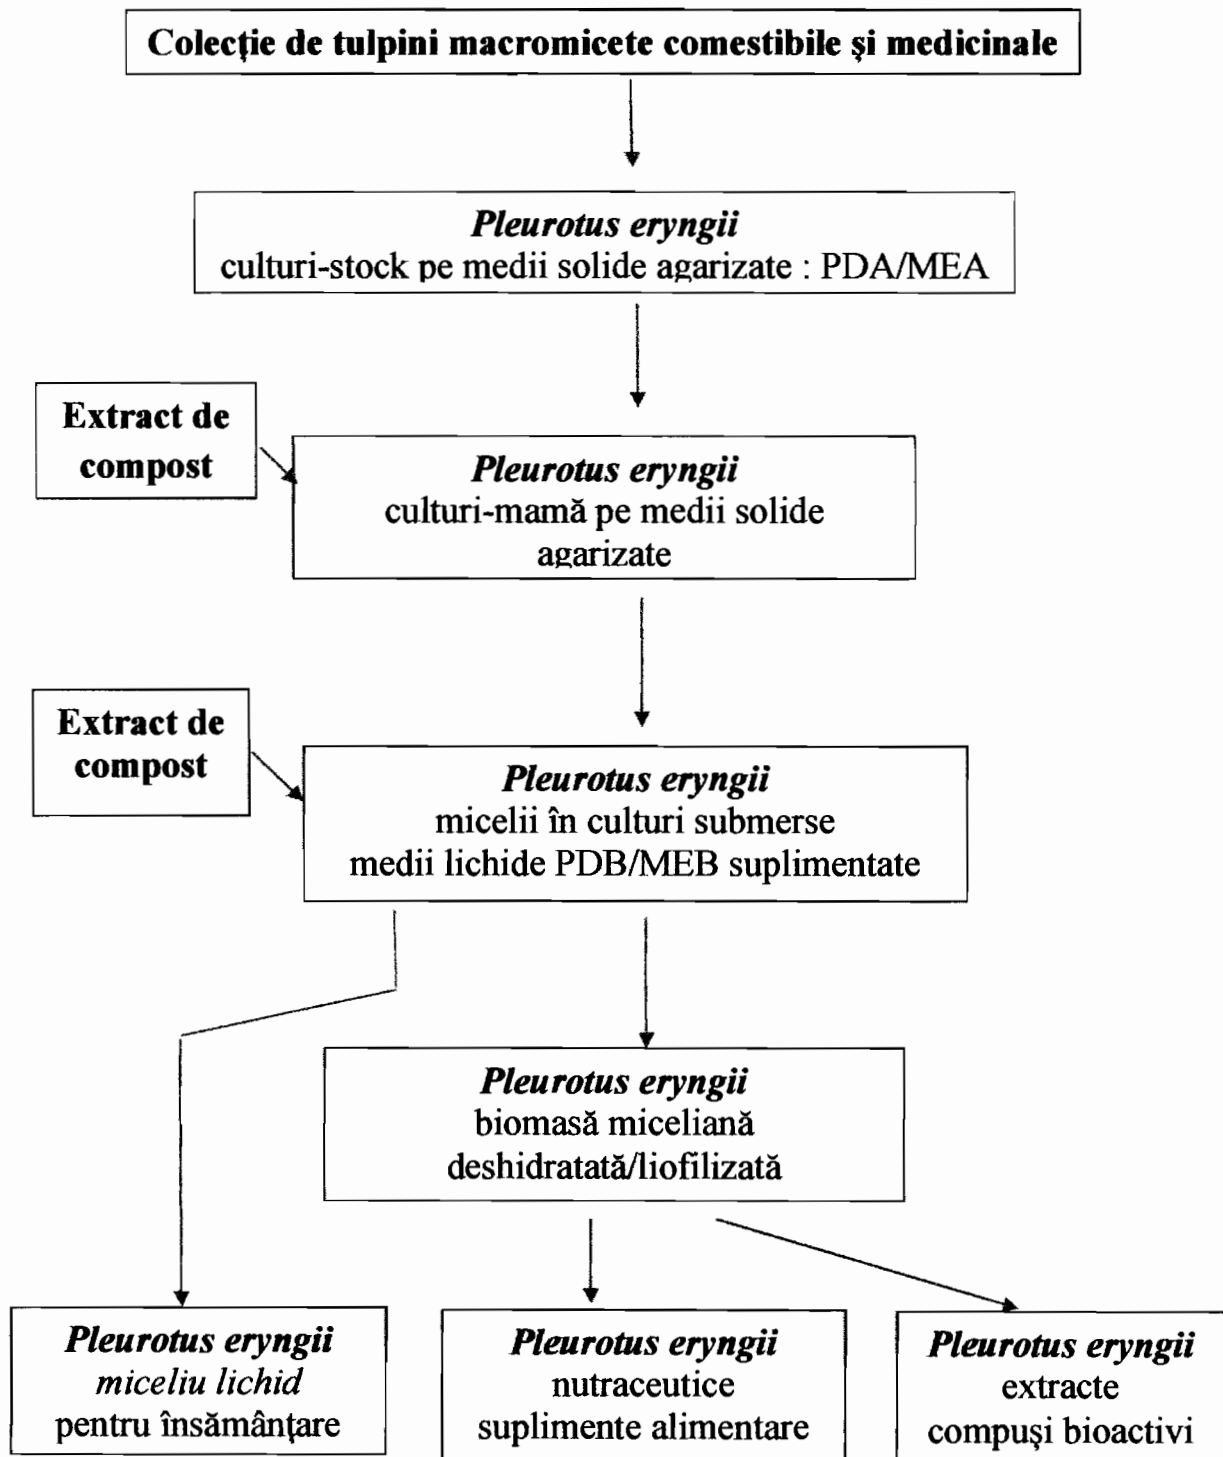 Colecţie de tulpini macromicete comestibile şi medicinale
Pleurotus eryngii
culturi-stock pe medii solide agarizate : PDA/MEA
Extract de
compost
Pleurotus eryngii
culturi-mamă pe medii solide
agarizate
Extract de
compost
Pleurotus eryngii
micelii în culturi submerse
medii lichide PDB/MEB suplimentate
Pleurotus eryngii
biomasă miceliană
deshidratată/liofilizată
Pleurotus eryngii
miceliu lichid
pentru însămânţare
Pleurotus eryngii
nutraceutice
suplimente alimentare
Pleurotus eryngii
extracte
compuşi bioactivi